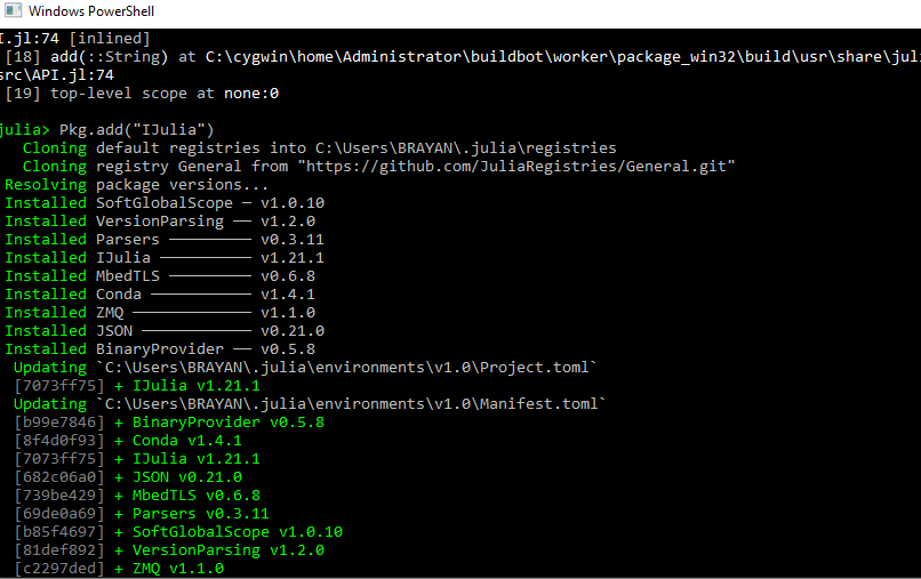 Windows PowerShell
I.jl:74 [inlined]
[18] add(::String) at C:\cygwin\home\Administrator\buildbot\worker\package_win32\build\usr\share\jul
src\API.jl:74
[19] top-level scope at none:0
julia> Pkg.add("IJulia")
Cloning default registries into C:\Users\BRAYAN\.julia\registries
Cloning registry General from "https://github.com/JuliaRegistries/General.git"
Resolving package versions...
Installed SoftGlobalScope ─ v1.0.10
Installed VersionParsing ── v1.2.0
Installed Parsers ───────── v0.3.11
Installed IJulia ────────── v1.21.1
Installed MbedTLS ───────── v0.6.8
Installed Conda ─────────── v1.4.1
Installed ZMQ ───────────── v1.1.0
Installed JSON ──────────── v0.21.0
Installed BinaryProvider ── v0.5.8
Updating `C:\Users\BRAYAN\.julia\environments\v1.0\Project.toml`
[7073ff75] + IJulia v1.21.1
Updating `C:\Users\BRAYAN\.julia\environments\v1.0\Manifest.toml`
[b99e7846] + BinaryProvider v0.5.8
[8f4d0f93] + Conda v1.4.1
[7073ff75] + IJulia v1.21.1
[682c06a0] + JSON v0.21.0
[739be429] + MbedTLS v0.6.8
[69de0a69] + Parsers v0.3.11
[b85f4697] + SoftGlobalScope v1.0.10
[81def892] + VersionParsing v1.2.0
[c2297ded] + ZMQ v1.1.0